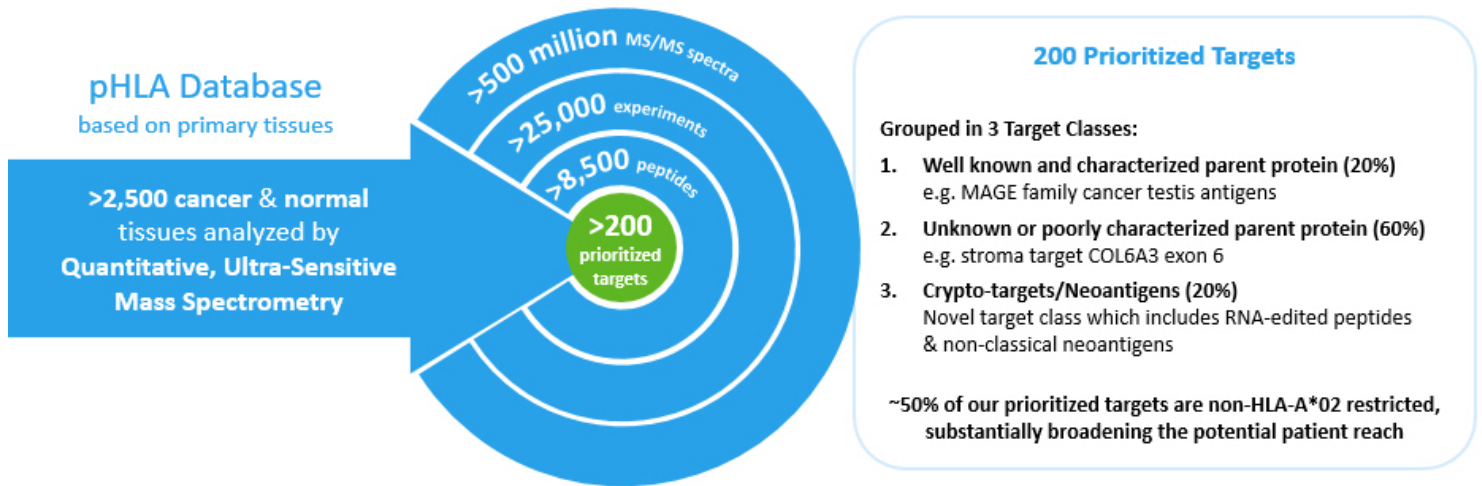 pHLA Database
based on primary tissues
>2,500 cancer & normal
tissues analyzed by
Quantitative, Ultra-Sensitive
Mass Spectrometry
>500 million MS/MS spectra
>25,000 experiments
>8,500 peptides
>200
prioritized
targets
200 Prioritized Targets
Grouped in 3 Target Classes:
1. Well known and characterized parent protein (20%)
e.g. MAGE family cancer testis antigens
2. Unknown or poorly characterized parent protein (60%)
e.g. stroma target COL6A3 exon 6
3. Crypto-targets/Neoantigens (20%)
Novel target class which includes RNA-edited peptides
& non-classical neoantigens
~50% of our prioritized targets are non-HLA-A*02 restricted,
substantially broadening the potential patient reach